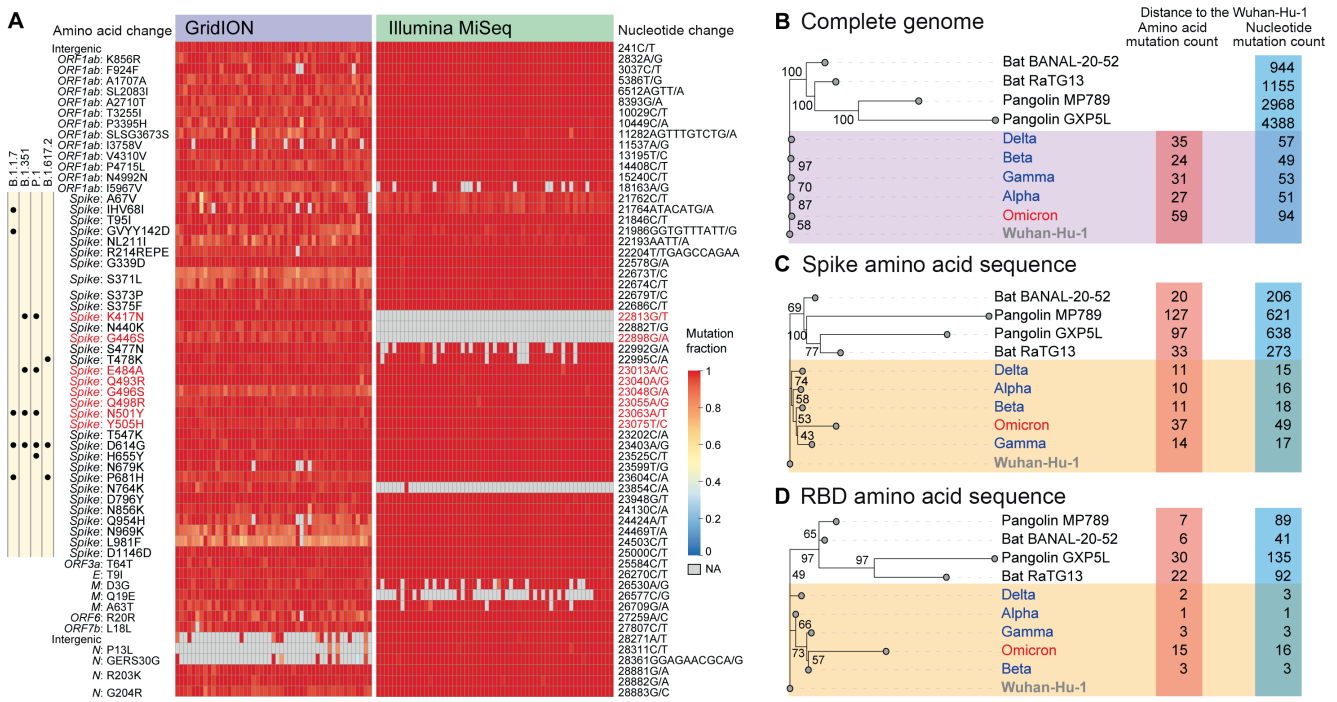 A
Amino acid change
GridION
Illumina MiSeq
Nucleotide change
B.1.1.7
B.1.351
P.1
B.1.617.2
Intergenic 241C/T
ORF1ab: K856R 2832A/G
ORF1ab: F924F 3037C/T
ORF1ab: A1707A 5386T/G
ORF1ab: SL2083I 6512AGTT/A
ORF1ab: A2710T 8393G/A
ORF1ab: T3255I 10029C/T
ORF1ab: P3395H 10449C/A
ORF1ab: SLSG3673S 11282AGTTTGTCTG/A
ORF1ab: I3758V 11537A/G
ORF1ab: V4310V 13195T/C
ORF1ab: P4715L 14408C/T
ORF1ab: N4992N 15240C/T
ORF1ab: I5967V 18163A/G
Spike: A67V 21762C/T
Spike: IHV68I 21764ATACATG/A
Spike: T95I 21846C/T
Spike: GVYY142D 21986GGTGTTTATT/G
Spike: NL211I 22193AATT/A
Spike: R214REPE 22204T/TGAGCCAGAA
Spike: G339D 22578G/A
Spike: S371L 22673T/C
22674C/T
Spike: S373P 22679T/C
Spike: S375F 22686C/T
Spike: K417N 22813G/T
Spike: N440K 22882T/G
Spike: G446S 22898G/A
Spike: S477N 22992G/A
Spike: T478K 22995C/A
Spike: E484A 23013A/C
Spike: Q493R 23040A/G
Spike: G496S 23048G/A
Spike: Q498R 23055A/G
Spike: N501Y 23063A/T
Spike: Y505H 23075T/C
Spike: T547K 23202C/A
Spike: D614G 23403A/G
Spike: H655Y 23525C/T
Spike: N679K 23599T/G
Spike: P681H 23604C/A
Spike: N764K 23854C/A
Spike: D796Y 23948G/T
Spike: N856K 24130C/A
Spike: Q954H 24424A/T
Spike: N969K 24469T/A
Spike: L981F 24503C/T
Spike: D1146D 25000C/T
ORF3a: T64T 25584C/T
E: T9I 26270C/T
M: D3G 26530A/G
M: Q19E 26577C/G
M: A63T 26709G/A
ORF6: R20R 27259A/C
ORF7b: L18L 27807C/T
Intergenic 28271A/T
N: P13L 28311C/T
N: GERS30G 28361GGAGAACGCA/G
N: R203K 28881G/A
28882G/A
N: G204R 28883G/C
Mutation
fraction
1
0.8
0.6
0.4
0.2
0
NA
B Complete genome
Distance to the Wuhan-Hu-1
Amino acid
mutation count
Nucleotide
mutation count
Bat BANAL-20-52 944
Bat RaTG13 1155
Pangolin MP789 2968
Pangolin GXP5L 4388
Delta 35 57
Beta 24 49
Gamma 31 53
Alpha 27 51
Omicron 59 94
Wuhan-Hu-1
100
100
100
97
70
87
58
C Spike amino acid sequence
Bat BANAL-20-52 20 206
Pangolin MP789 127 621
Pangolin GXP5L 97 638
Bat RaTG13 33 273
Delta 11 15
Alpha 10 16
Beta 11 18
Omicron 37 49
Gamma 14 17
Wuhan-Hu-1
69
100
77
74
58
53
43
D RBD amino acid sequence
Pangolin MP789 7 89
Bat BANAL-20-52 6 41
Pangolin GXP5L 30 135
Bat RaTG13 22 92
Delta 2 3
Alpha 1 1
Gamma 3 3
Omicron 15 16
Beta 3 3
Wuhan-Hu-1
65
97
97
49
66
73
57